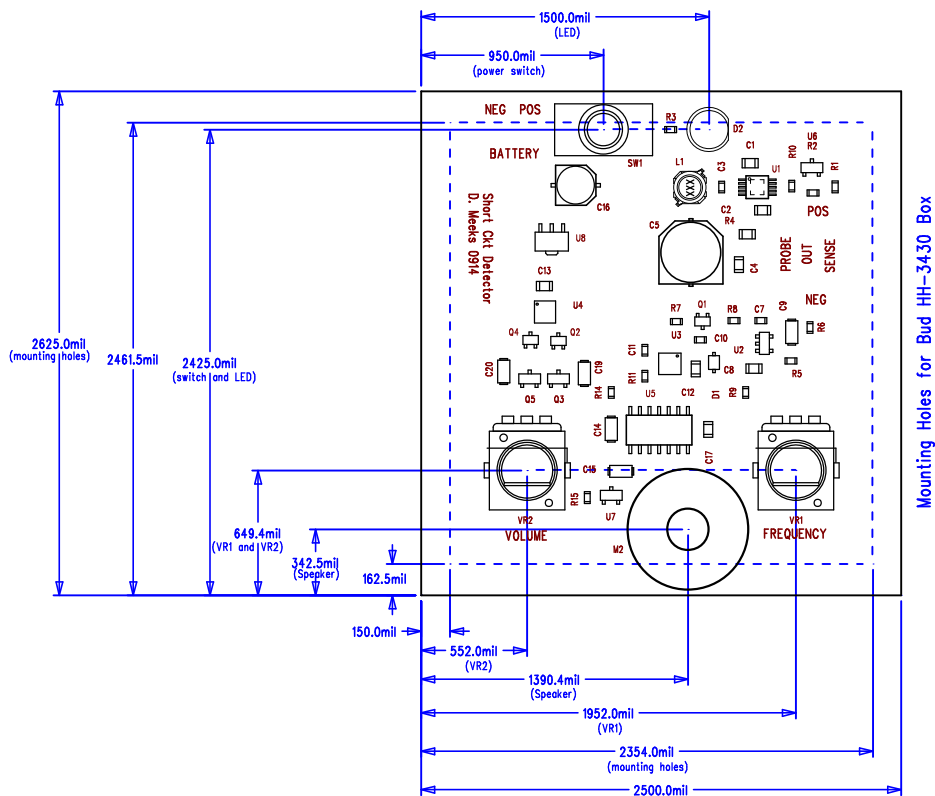 1500.0mil
(LED)
950.0mil
(power switch)
NEG POS
BATTERY
SW1
R3
D2
U6
R2
R10
R1
C1
U1
C3
L1
C2
R4
POS
C16
C5
Short Ckt Detector
D. Meeks 0914
U8
PROBE
OUT
SENSE
C4
C13
NEG
U4
R7
Q1
R8
C7
C9
R6
Q4
Q2
U3
C10
U2
C11
C20
C19
R11
C8
R5
Q5
Q3
R14
U5
C12
D1
R9
C14
C17
C15
R15
U7
VR2
VOLUME
M2
VR1
FREQUENCY
2625.0mil
(mounting holes)
2461.5mil
2425.0mil
(switch and LED)
649.4mil
(VR1 and VR2)
342.5mil
(Speaker)
162.5mil
150.0mil
552.0mil
(VR2)
1390.4mil
(Speaker)
1952.0mil
(VR1)
2354.0mil
(mounting holes)
2500.0mil
Mounting Holes for Bud HH-3430 Box